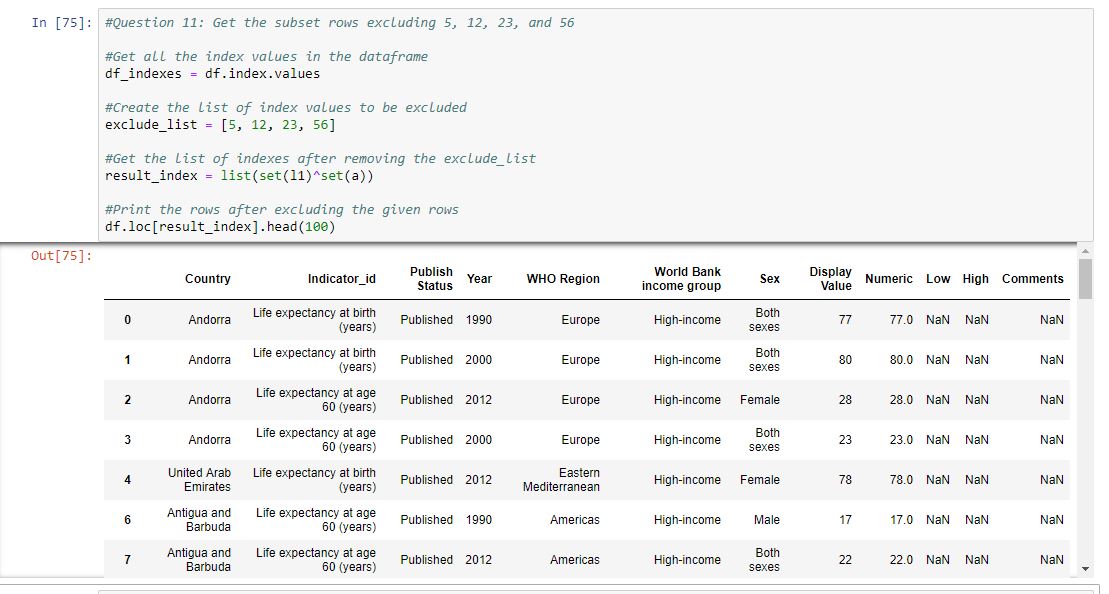 In [75]:
#Question 11: Get the subset rows excluding 5, 12, 23, and 56
#Get all the index values in the dataframe
df_indexes = df.index.values
#Create the list of index values to be excluded
exclude_list = [5, 12, 23, 56]
#Get the list of indexes after removing the exclude_list
result_index = list(set(l1)^set(a))
#Print the rows after excluding the given rows
df.loc[result_index].head(100)
Out[75]:
Country Indicator_id Publish Status Year WHO Region World Bank income group Sex Display Value Numeric Low High Comments
0 Andorra Life expectancy at birth (years) Published 1990 Europe High-income Both sexes 77 77.0 NaN NaN NaN
1 Andorra Life expectancy at birth (years) Published 2000 Europe High-income Both sexes 80 80.0 NaN NaN NaN
2 Andorra Life expectancy at age 60 (years) Published 2012 Europe High-income Female 28 28.0 NaN NaN NaN
3 Andorra Life expectancy at age 60 (years) Published 2000 Europe High-income Both sexes 23 23.0 NaN NaN NaN
4 United Arab Emirates Life expectancy at birth (years) Published 2012 Eastern Mediterranean High-income Female 78 78.0 NaN NaN NaN
6 Antigua and Barbuda Life expectancy at age 60 (years) Published 1990 Americas High-income Male 17 17.0 NaN NaN NaN
7 Antigua and Barbuda Life expectancy at age 60 (years) Published 2012 Americas High-income Both sexes 22 22.0 NaN NaN NaN